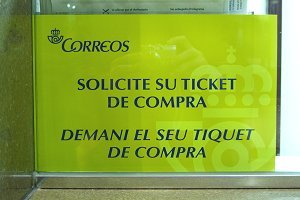 CORREOS
SOLICITE SU TICKET
DE COMPRA
DEMANI EL SEU TIQUET
DE COMPRA